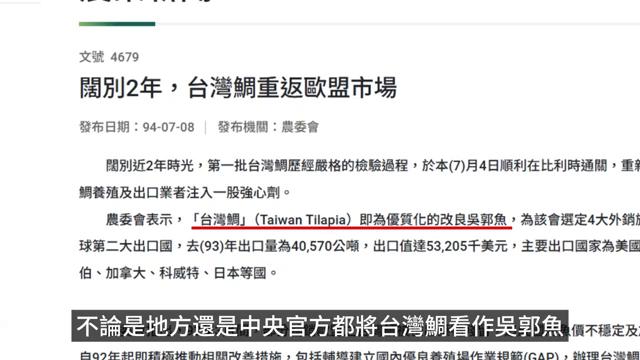 文號 4679
闊別2年，台灣鯛重返歐盟市場
發布日期：94-07-08 | 發布機關：農委會
闊別近2年時光，第一批台灣鯛歷經嚴格的檢驗過程，於本(7)月4日順利在比利時通關，重新
鯛養殖及出口業者注入一股強心劑。
農委會表示，「台灣鯛」（Taiwan Tilapia）即為優質化的改良吳郭魚，為該會選定4大外銷旗
球第二大出口國，去(93)年出口量為40,570公噸，出口值達53,205千美元，主要出口國家為美國
伯、加拿大、科威特、日本等國。
不論是地方還是中央官方都將台灣鯛看作吳郭魚
魚價不穩定及
自92年起即積極推動相關改善措施，包括輔導建立國內優良養殖場作業規範(GAP)，辦理台灣鯛